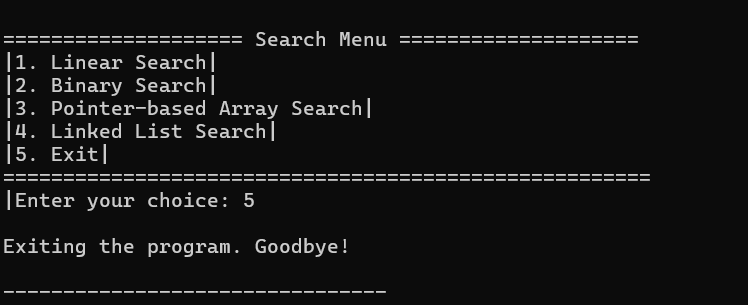 ==================== Search Menu ====================
|1. Linear Search|
|2. Binary Search|
|3. Pointer-based Array Search|
|4. Linked List Search|
|5. Exit|
======================================================
|Enter your choice: 5
Exiting the program. Goodbye!
--------------------------------